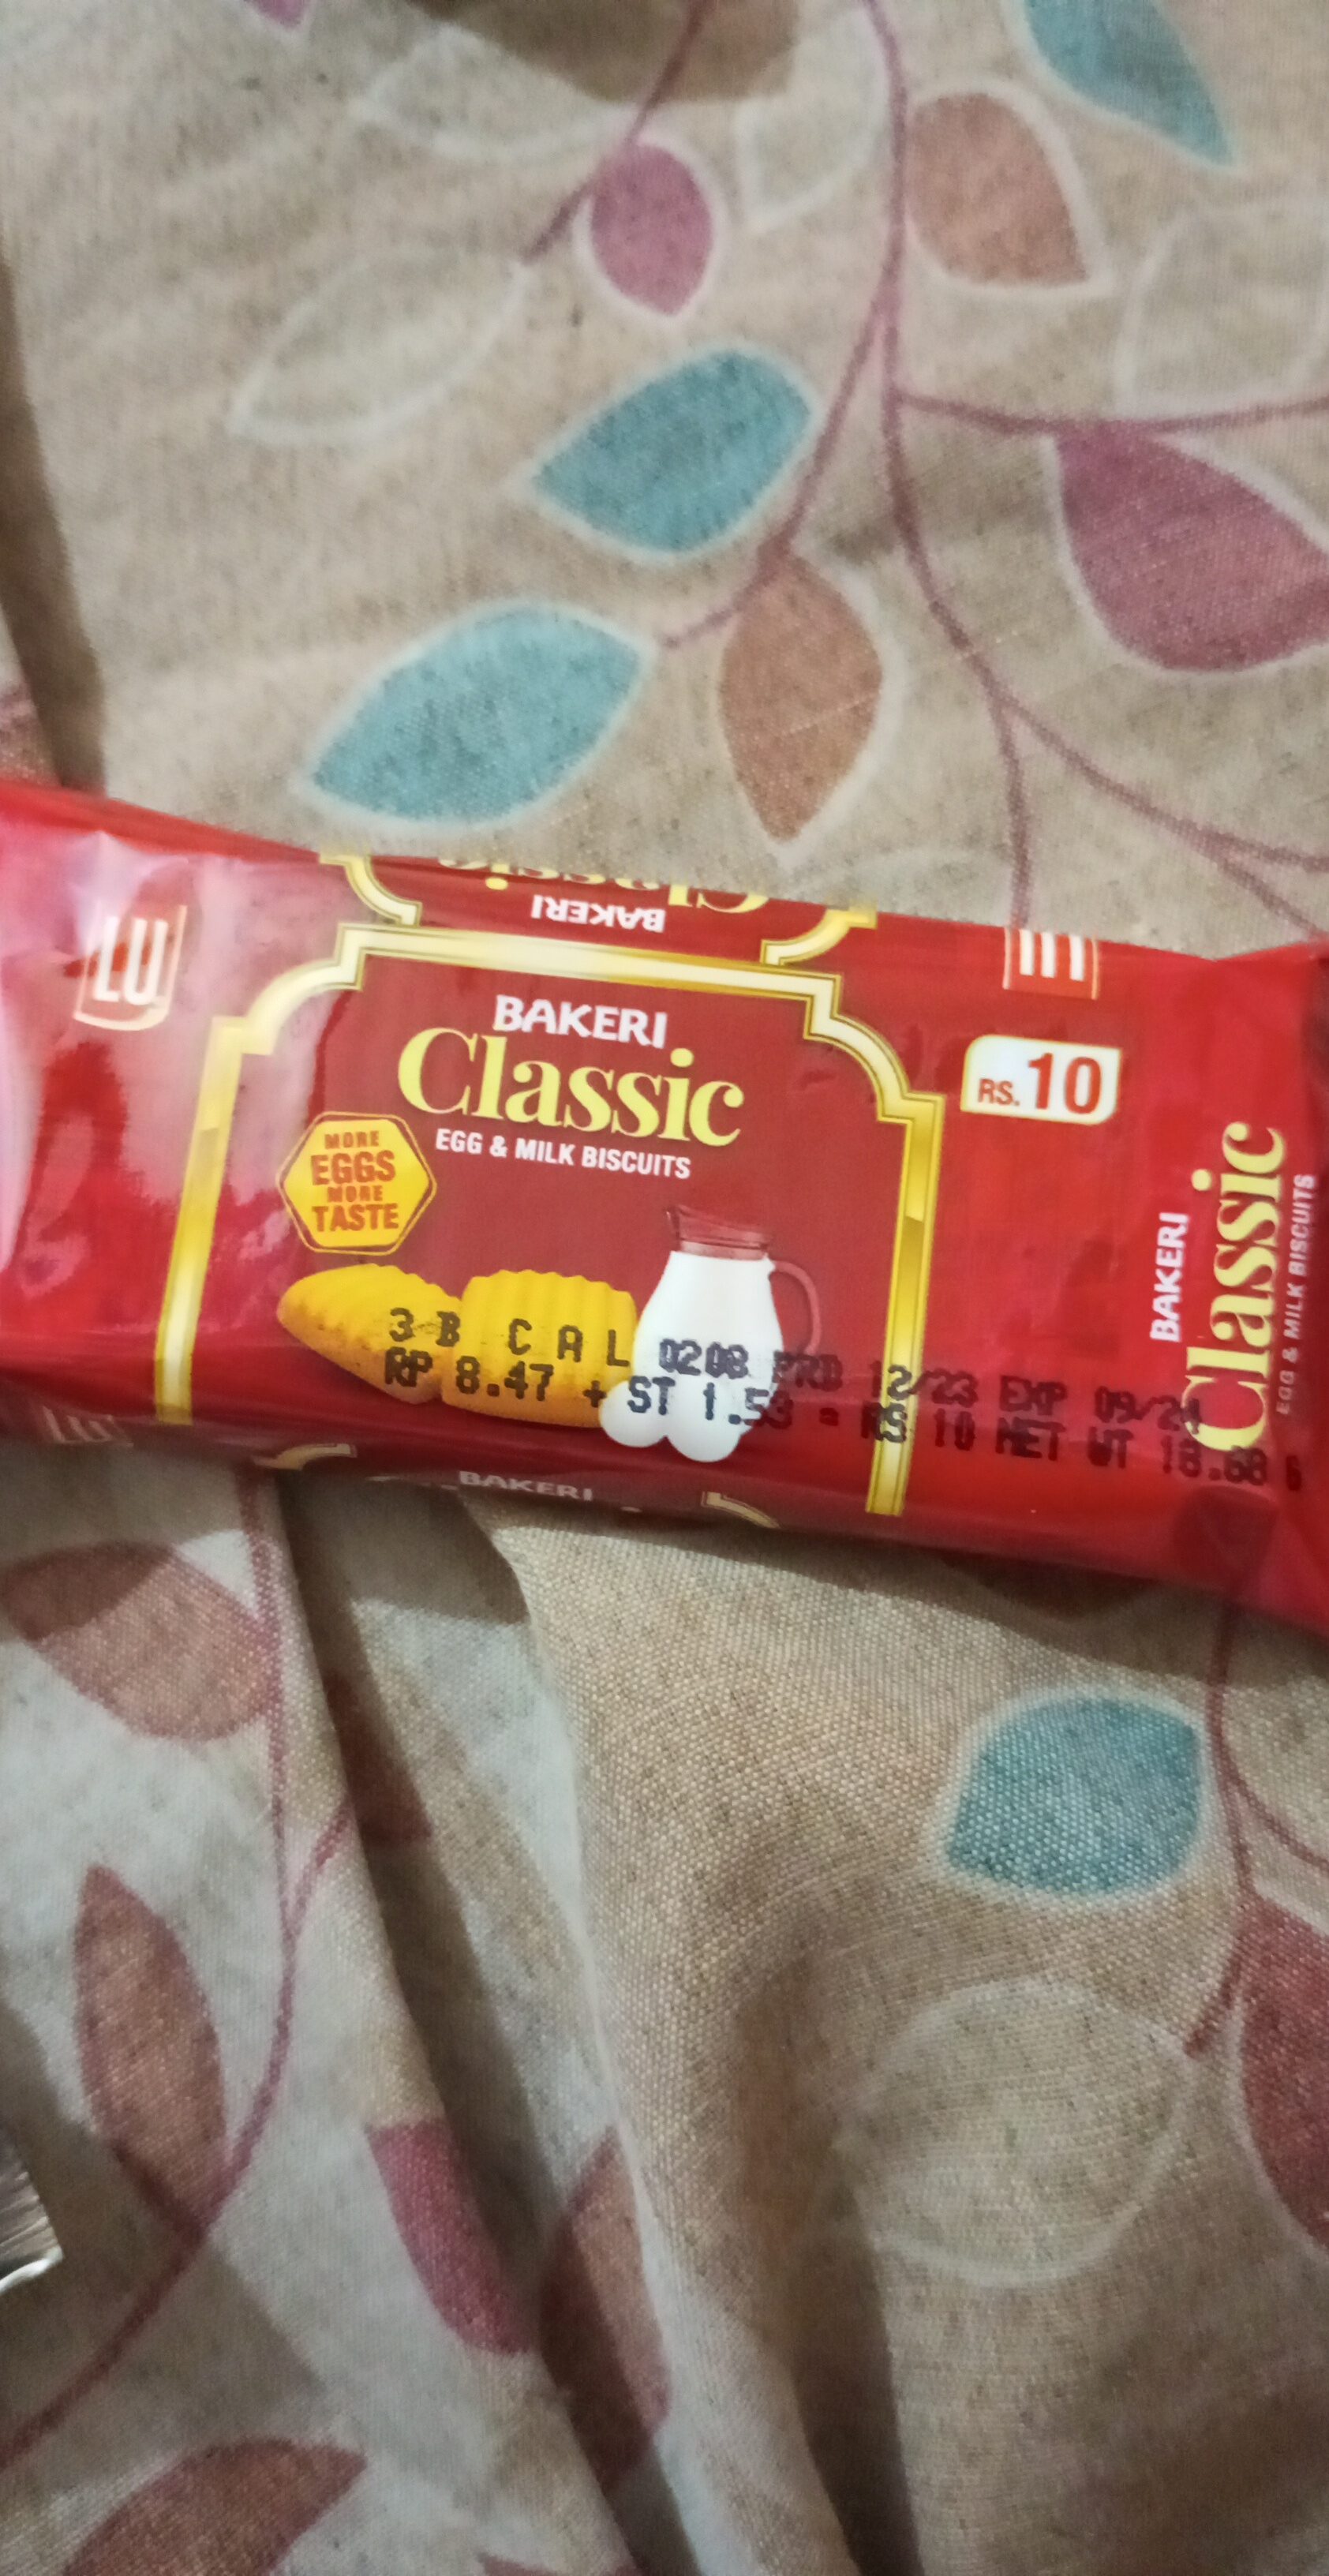 Classic
BAKERI
LU
BAKERI
Classic
EGG & MILK BISCUITS
MORE
EGGS
MORE
TASTE
RS. 10
BAKERI
Classic
EGG & MILK BISCUITS
3 B C A L 0208 PRD 12/23 EXP 09/24
RP 8.47 + ST 1.53 = RS 10 NET WT 18.68 G
BAKERI